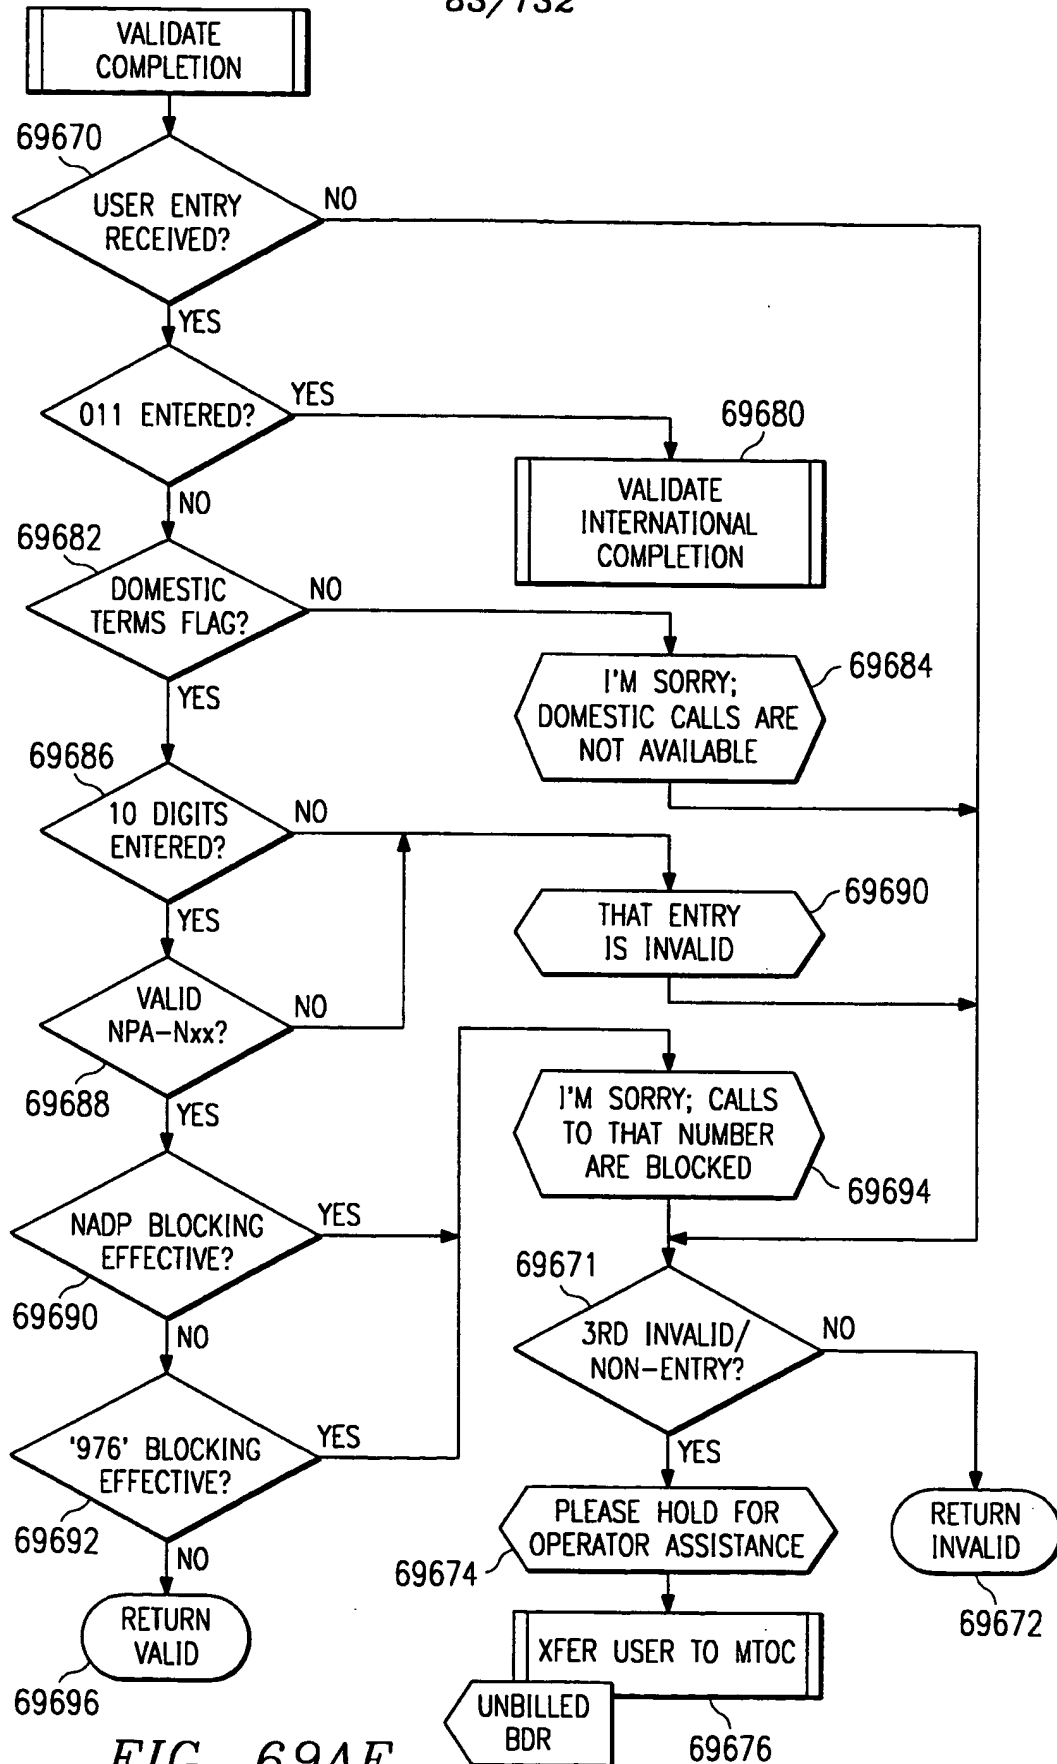 83/132
VALIDATE
COMPLETION
69670
USER ENTRY
RECEIVED?
NO
YES
011 ENTERED?
YES
NO
69680
VALIDATE
INTERNATIONAL
COMPLETION
69682
DOMESTIC
TERMS FLAG?
NO
YES
I'M SORRY;
DOMESTIC CALLS ARE
NOT AVAILABLE
69684
69686
10 DIGITS
ENTERED?
NO
YES
THAT ENTRY
IS INVALID
69690
VALID
NPA-Nxx?
NO
69688
YES
I'M SORRY; CALLS
TO THAT NUMBER
ARE BLOCKED
69694
NADP BLOCKING
EFFECTIVE?
YES
69690
NO
69671
3RD INVALID/
NON-ENTRY?
NO
YES
'976' BLOCKING
EFFECTIVE?
YES
69692
NO
PLEASE HOLD FOR
OPERATOR ASSISTANCE
69674
RETURN
INVALID
69672
RETURN
VALID
69696
XFER USER TO MTOC
UNBILLED
BDR
69676
FIG. 69AF